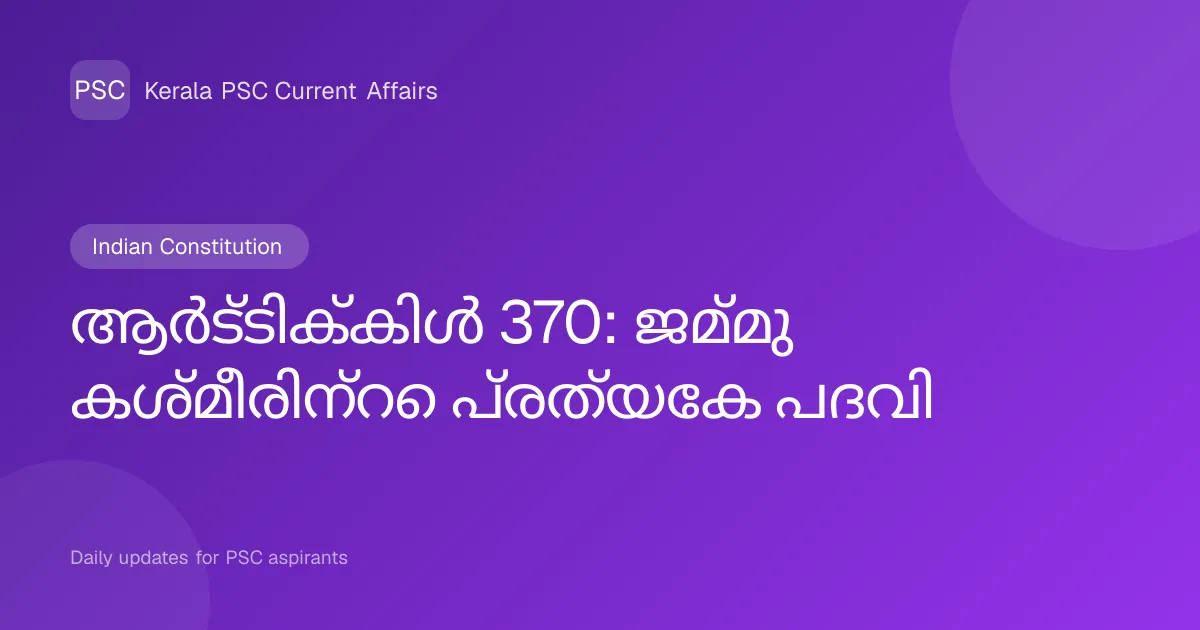 PSC Kerala PSC Current Affairs
Indian Constitution
ആർട്ടിക്കിൾ 370: ജമ്മു
കശ്മീരിന്റെ പ്രത്യേക പദവി
Daily updates for PSC aspirants